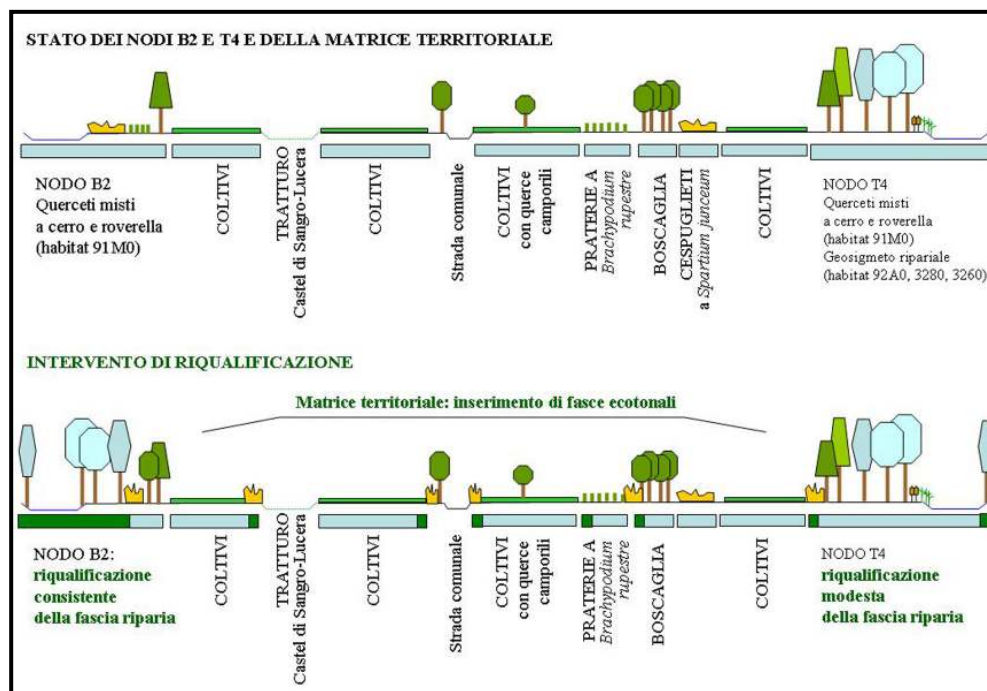 STATO DEI NODI B2 E T4 E DELLA MATRICE TERRITORIALE
NODO B2
Querceti misti
a cerro e roverella
(habitat 91M0)
COLTIVI
TRATTURO
Castel di Sangro-Lucera
COLTIVI
Strada comunale
COLTIVI
con querce
camporili
PRATERIE A
Brachypodium
rupestre
BOSCAGLIA
CESPUGLIETI
a Spartium junceum
COLTIVI
NODO T4
Querceti misti
a cerro e roverella
(habitat 91M0)
Geosigmeto ripariale
(habitat 92A0, 3280, 3260)
INTERVENTO DI RIQUALIFICAZIONE
Matrice territoriale: inserimento di fasce ecotonali
NODO B2:
riqualificazione
consistente
della fascia riparia
COLTIVI
TRATTURO
Castel di Sangro-Lucera
COLTIVI
Strada comunale
COLTIVI
con querce
camporili
PRATERIE A
Brachypodium
rupestre
BOSCAGLIA
COLTIVI
NODO T4
riqualificazione
modesta
della fascia riparia